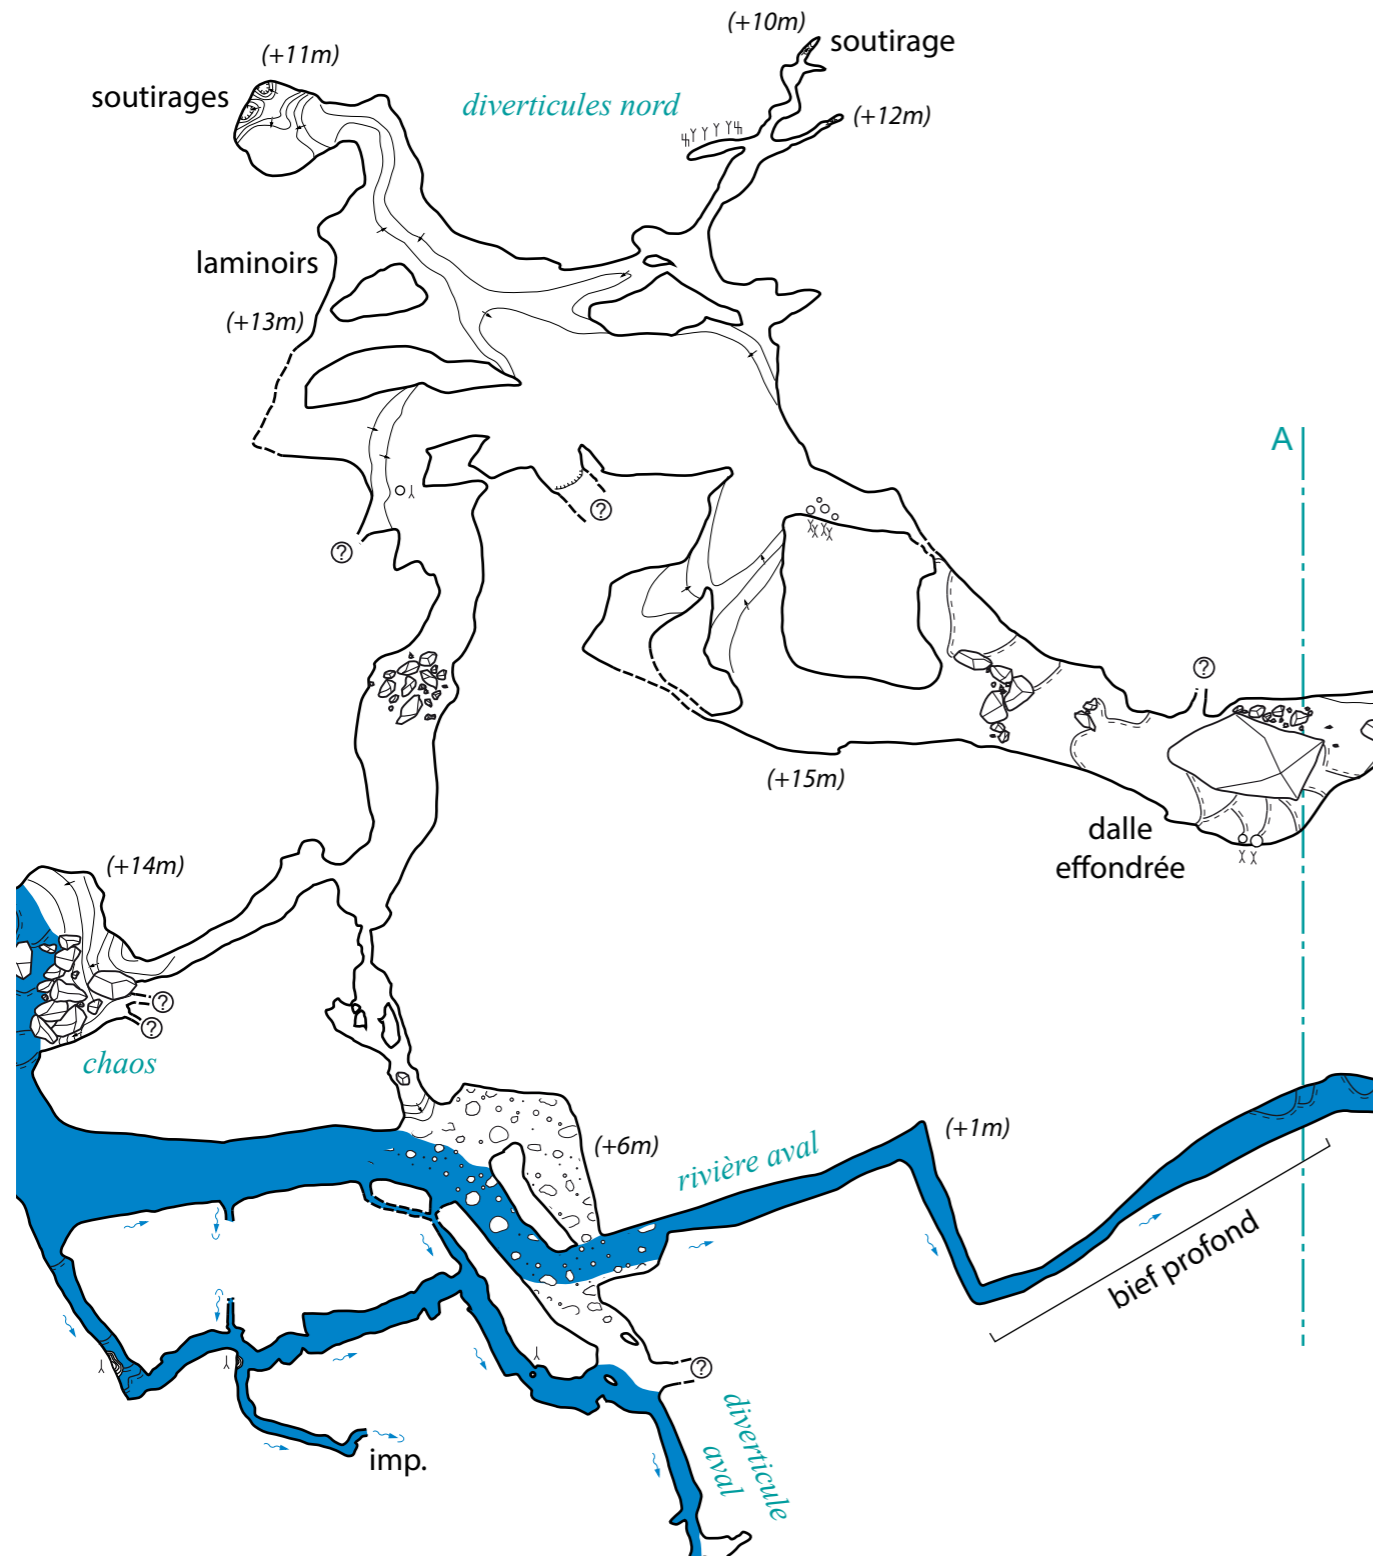 (+10m)
soutirage
(+11m)
soutirages
diverticules nord
(+12m)
laminoirs
(+13m)
A
?
?
?
(+15m)
dalle
effondrée
(+14m)
?
?
chaos
(+6m)
rivière aval
(+1m)
bief profond
?
diverticule
aval
imp.